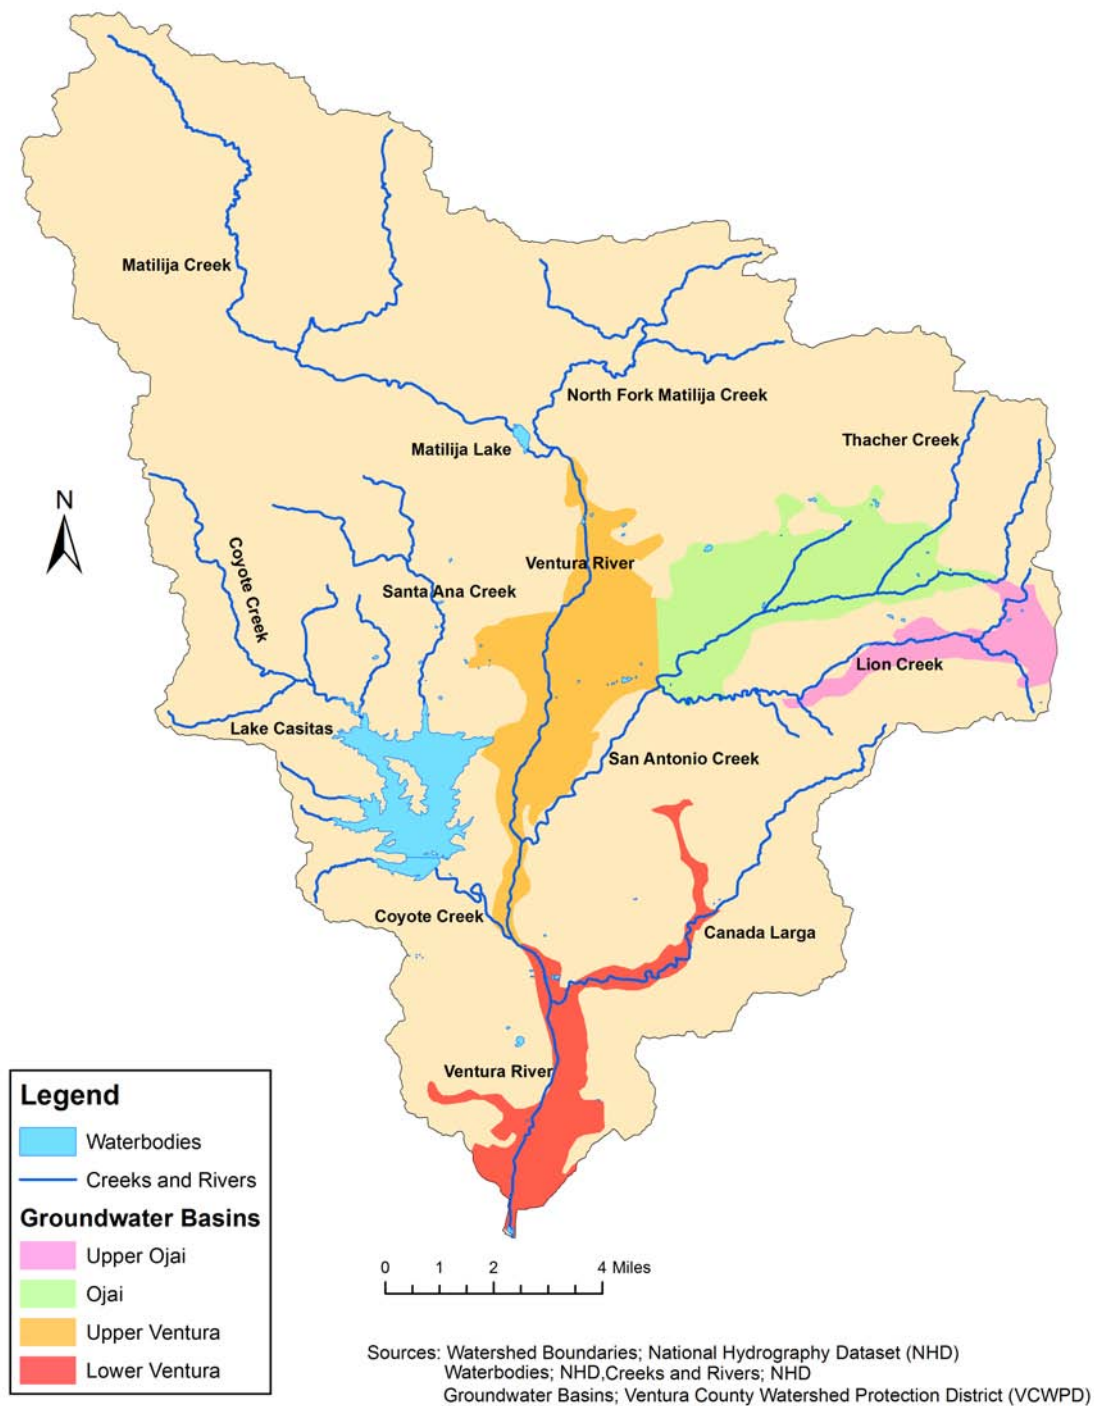 Matilija Creek
North Fork Matilija Creek
Thacher Creek
Matilija Lake
N
Coyote Creek
Ventura River
Santa Ana Creek
Lion Creek
Lake Casitas
San Antonio Creek
Coyote Creek
Canada Larga
Ventura River
Legend
Waterbodies
Creeks and Rivers
Groundwater Basins
Upper Ojai
Ojai
Upper Ventura
Lower Ventura
0 1 2 4 Miles
Sources: Watershed Boundaries; National Hydrography Dataset (NHD)
Waterbodies; NHD,Creeks and Rivers; NHD
Groundwater Basins; Ventura County Watershed Protection District (VCWPD)